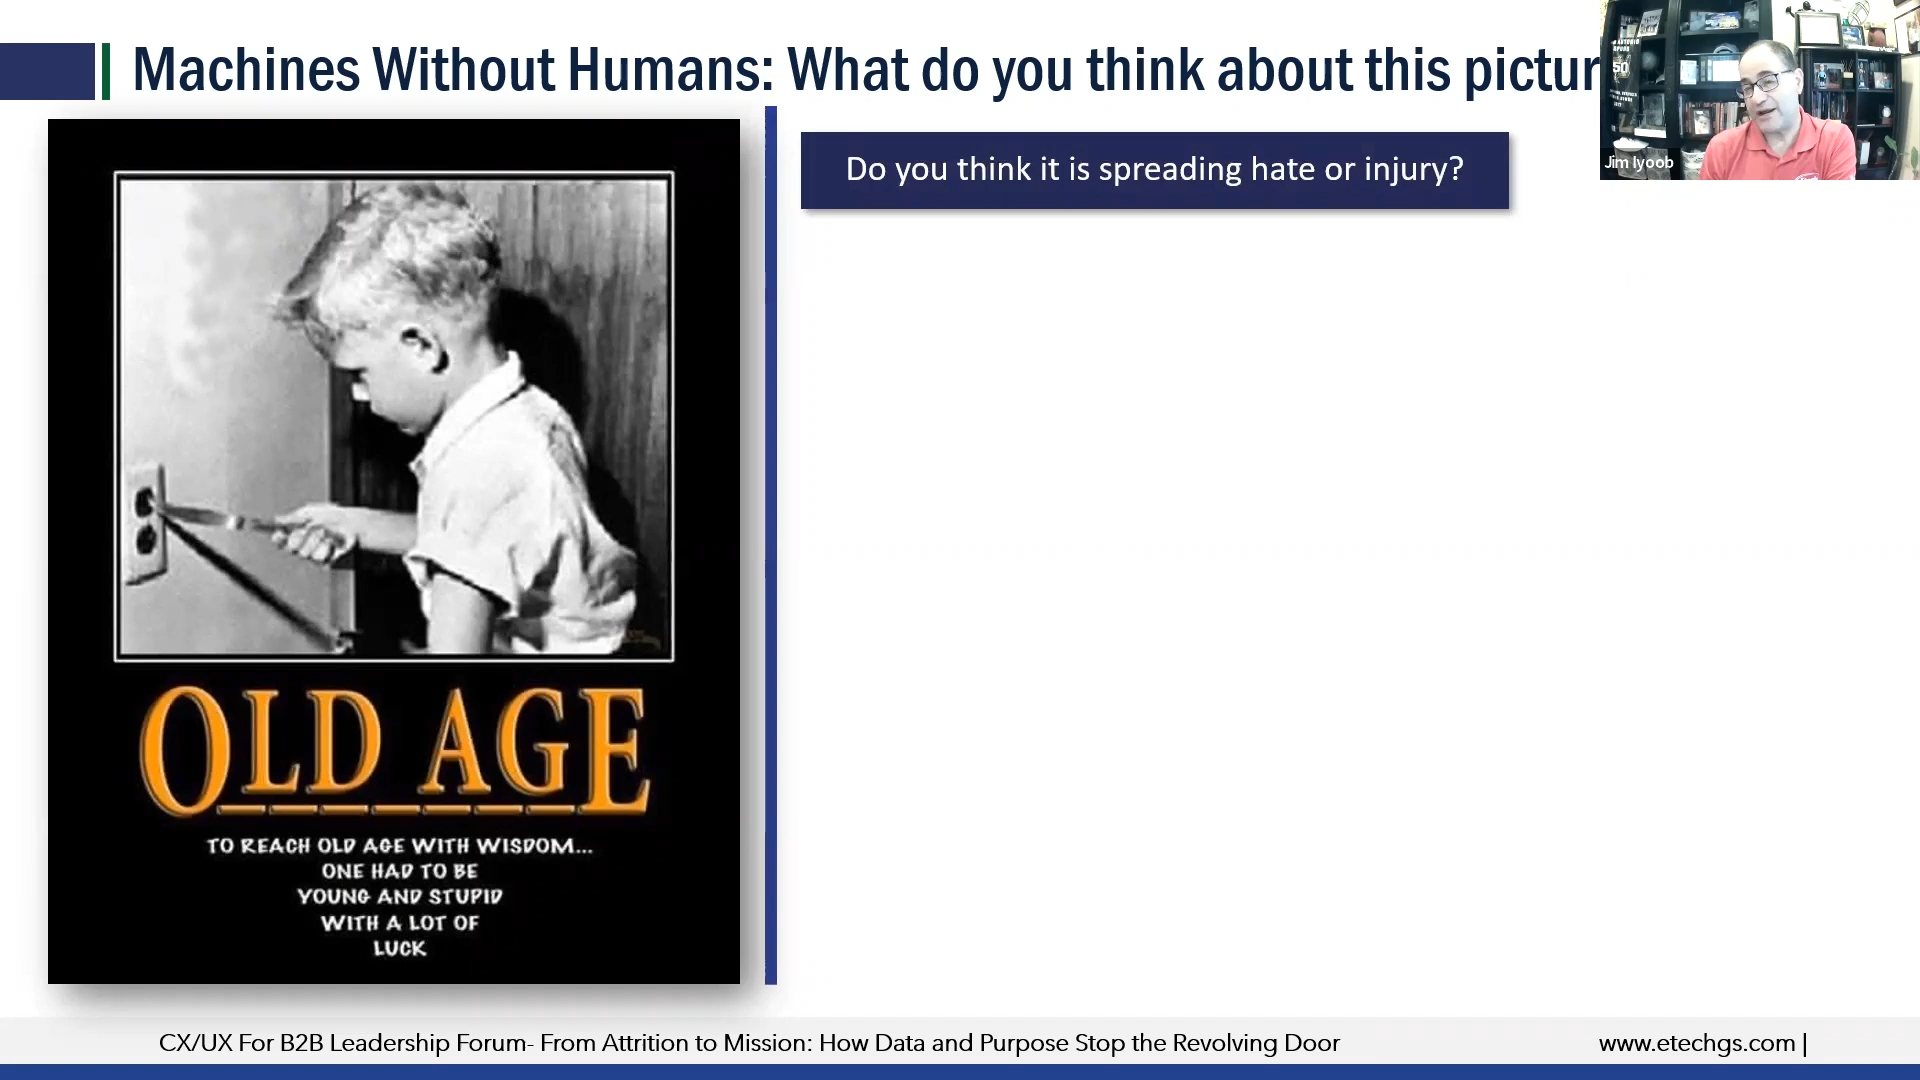 Machines Without Humans: What do you think about this pictur
Jim Iyoob
Do you think it is spreading hate or injury?
OLD AGE
TO REACH OLD AGE WITH WISDOM...
ONE HAD TO BE
YOUNG AND STUPID
WITH A LOT OF
LUCK
CX/UX For B2B Leadership Forum- From Attrition to Mission: How Data and Purpose Stop the Revolving Door
www.etechgs.com |